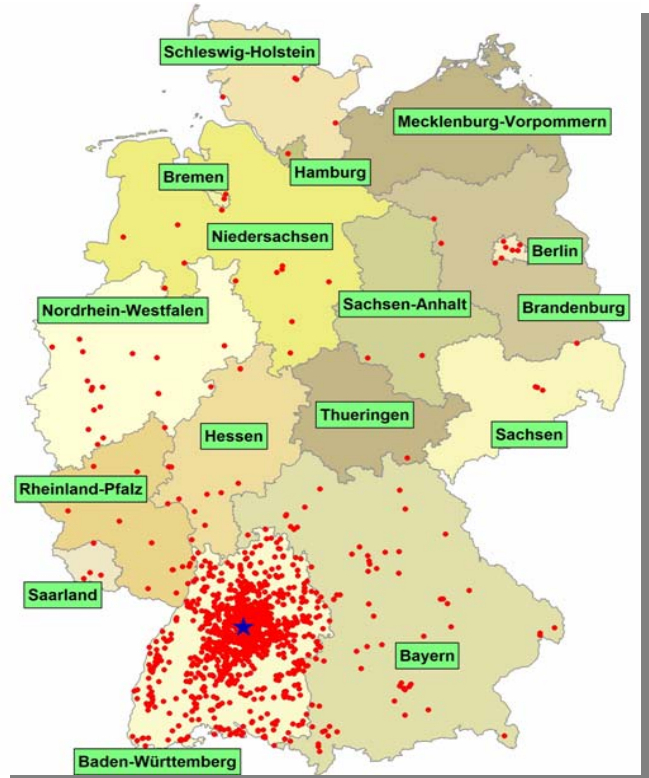 Schleswig-Holstein
Mecklenburg-Vorpommern
Hamburg
Bremen
Niedersachsen
Berlin
Nordrhein-Westfalen
Sachsen-Anhalt
Brandenburg
Thueringen
Hessen
Sachsen
Rheinland-Pfalz
Saarland
Bayern
Baden-Württemberg